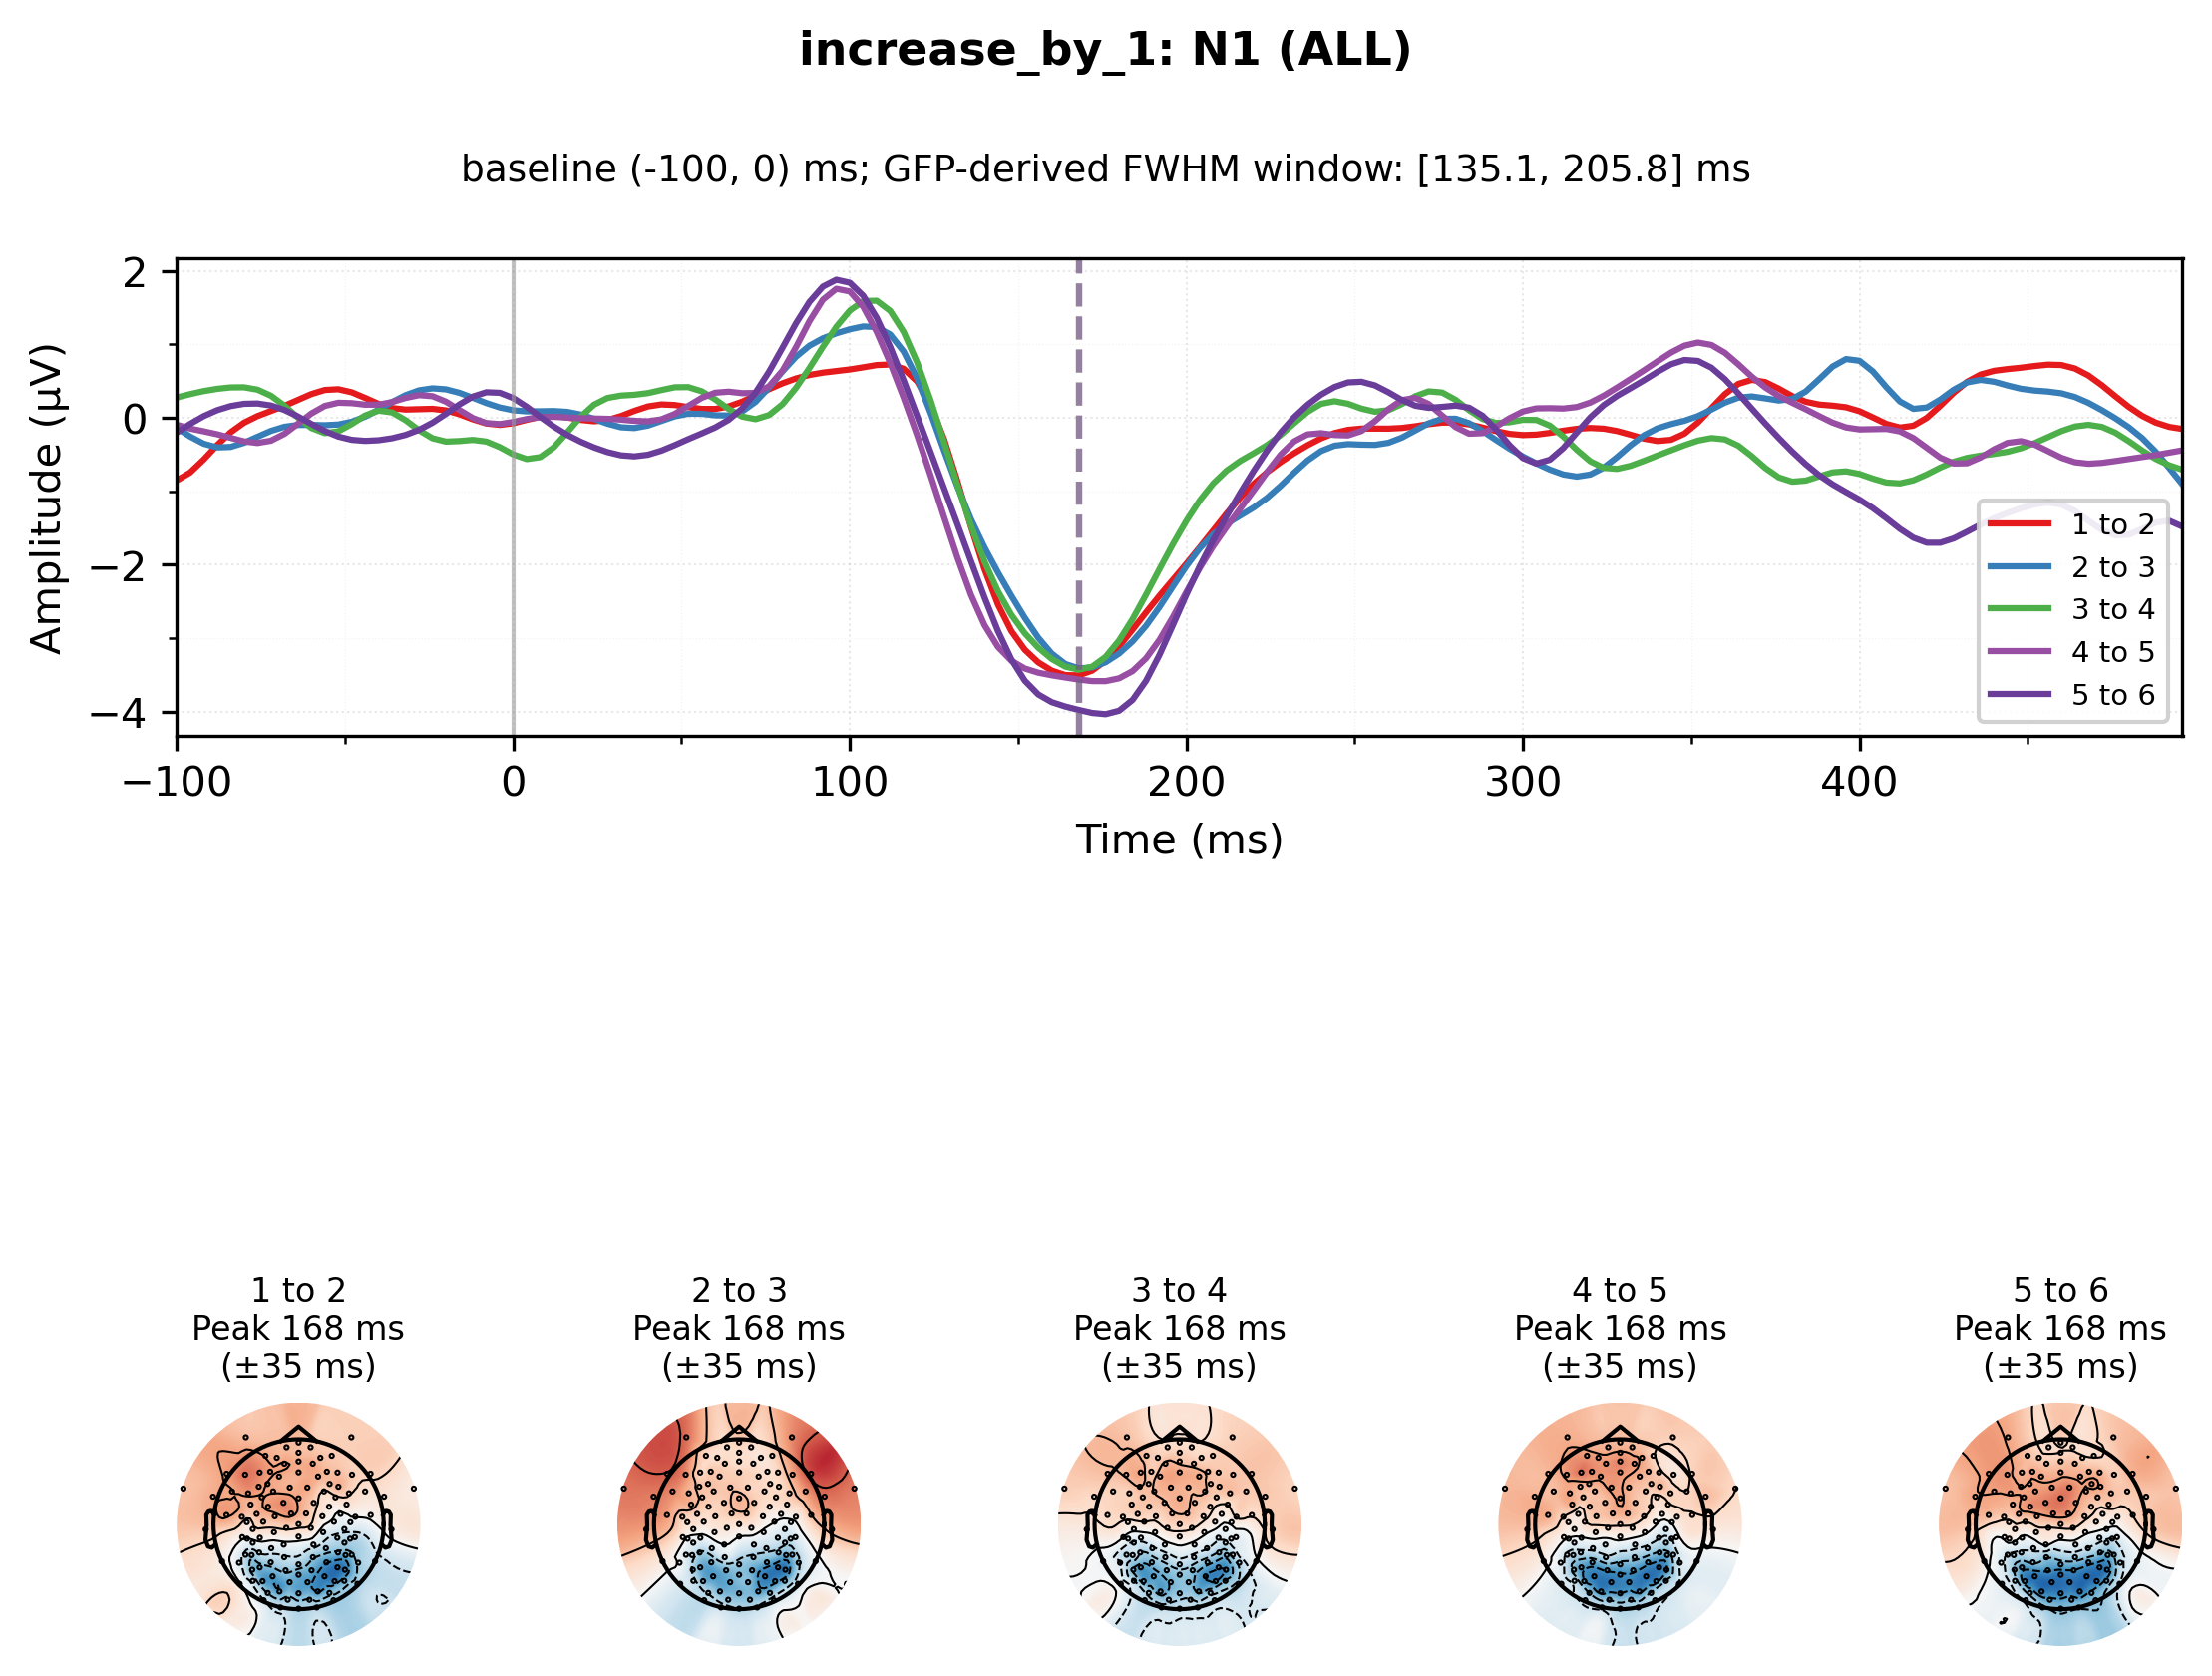 increase_by_1: N1 (ALL)
baseline (-100, 0) ms; GFP-derived FWHM window: [135.1, 205.8] ms
Amplitude (µV)
2
0
−2
−4
1 to 2
2 to 3
3 to 4
4 to 5
5 to 6
−100 0 100 200 300 400
Time (ms)
1 to 2
Peak 168 ms
(±35 ms)
2 to 3
Peak 168 ms
(±35 ms)
3 to 4
Peak 168 ms
(±35 ms)
4 to 5
Peak 168 ms
(±35 ms)
5 to 6
Peak 168 ms
(±35 ms)